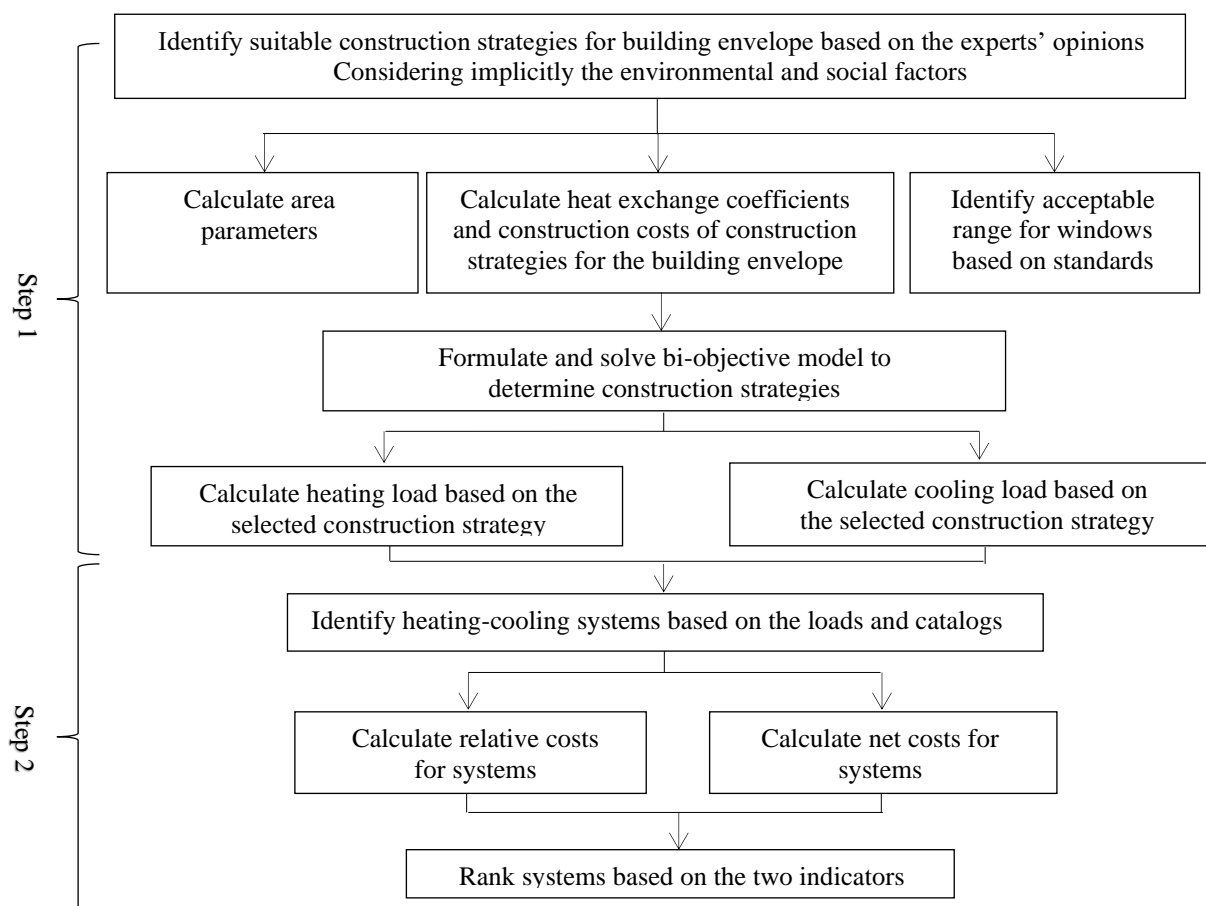 Identify suitable construction strategies for building envelope based on the experts’ opinions
Considering implicitly the environmental and social factors
Calculate area
parameters
Calculate heat exchange coefficients
and construction costs of construction
strategies for the building envelope
Identify acceptable
range for windows
based on standards
Step 1
Formulate and solve bi-objective model to
determine construction strategies
Calculate heating load based on the
selected construction strategy
Calculate cooling load based on
the selected construction strategy
Identify heating-cooling systems based on the loads and catalogs
Step 2
Calculate relative costs
for systems
Calculate net costs for
systems
Rank systems based on the two indicators